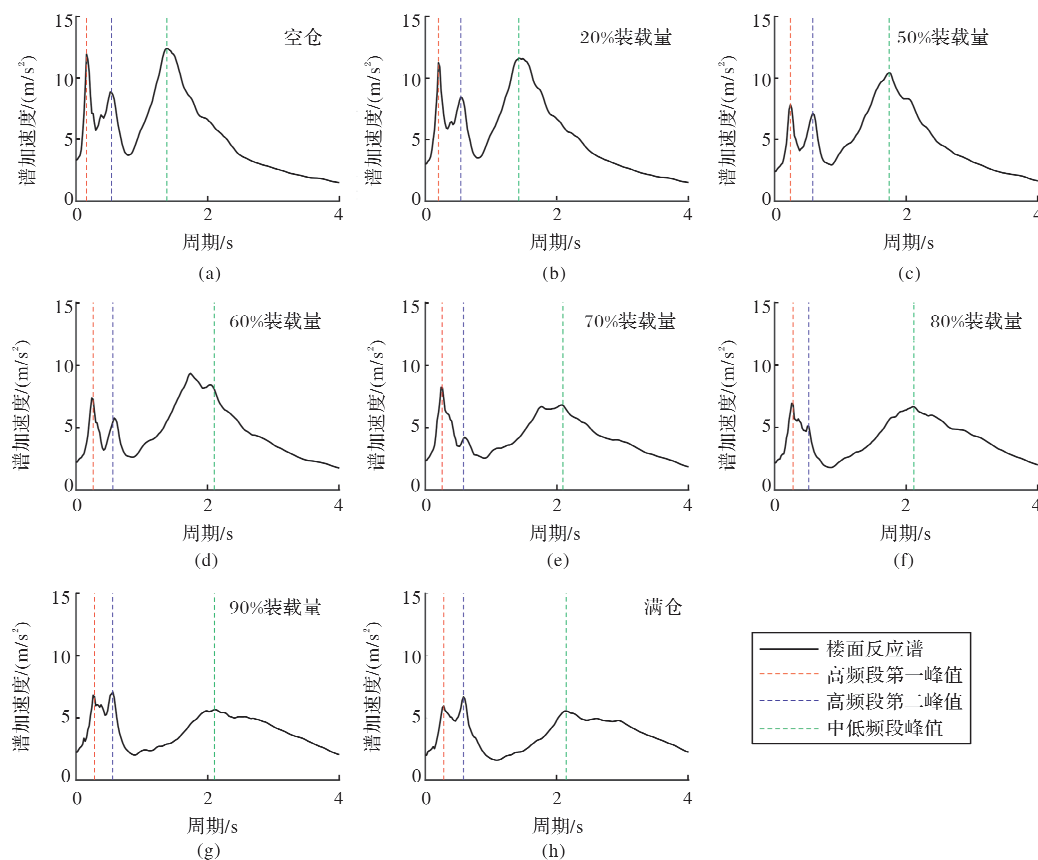 15
10
5
0
谱加速度/(m/s²)
空仓
0
2
4
周期/s
(a)
15
10
5
0
谱加速度/(m/s²)
20%装载量
0
2
4
周期/s
(b)
15
10
5
0
谱加速度/(m/s²)
50%装载量
0
2
4
周期/s
(c)
15
10
5
0
谱加速度/(m/s²)
60%装载量
0
2
4
周期/s
(d)
15
10
5
0
谱加速度/(m/s²)
70%装载量
0
2
4
周期/s
(e)
15
10
5
0
谱加速度/(m/s²)
80%装载量
0
2
4
周期/s
(f)
15
10
5
0
谱加速度/(m/s²)
90%装载量
0
2
4
周期/s
(g)
15
10
5
0
谱加速度/(m/s²)
满仓
0
2
4
周期/s
(h)
楼面反应谱
高频段第一峰值
高频段第二峰值
中低频段峰值